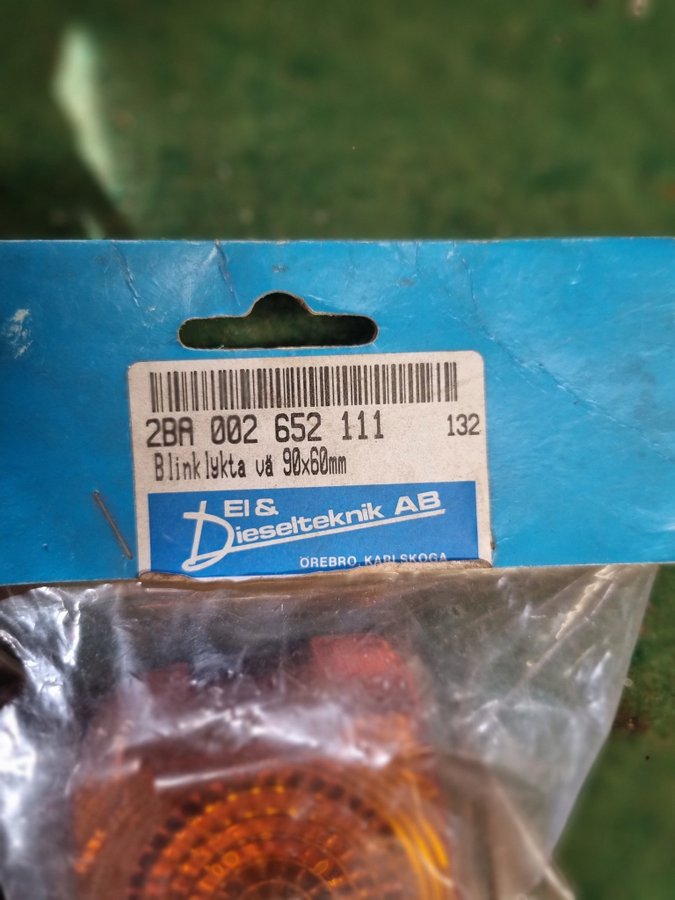 2BA 002 652 111 132
Blinklykta vä 90x60mm
El &
Dieselteknik AB
ÖREBRO KARLSKOGA